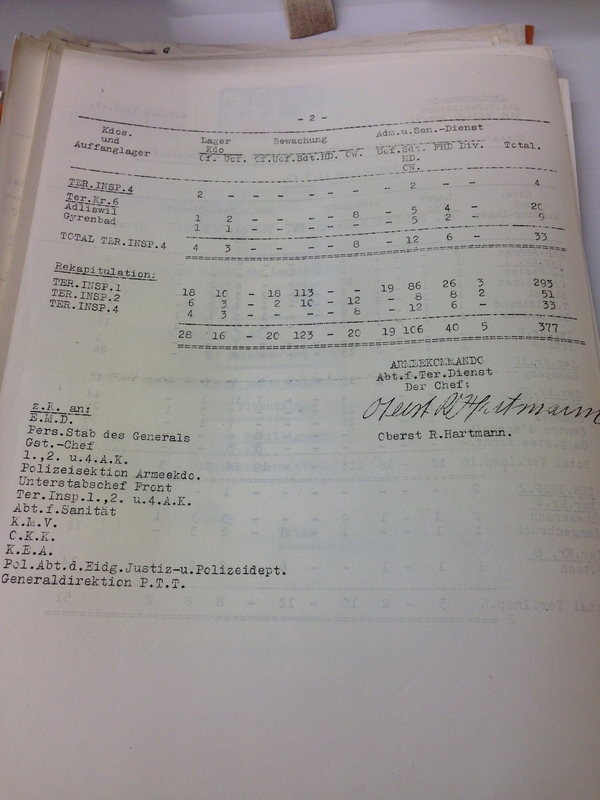 - 2 -
Kdos. Lager Bewachung Adm.u.San.-Dienst
und Kdo Uof.Sdt. FHD Div. Total.
Auffanglager Of. Uof. Of.Uof.Sdt.HD. CW. HD.
CW.
TER.INSP.4 2 - - - - - - - 2 - - 4
Ter.Kr.6
Adliswil 1 2 - - - - 8 - 5 4 - 20
Gyrenbad 1 1 - - - - - - 5 2 - 9
TOTAL TER.INSP.4 4 3 - - - - 8 - 12 6 - 33
Rekapitulation:
TER.INSP.1 18 10 - 18 113 - - 19 86 26 3 293
TER.INSP.2 6 3 - 2 10 - 12 - 8 8 2 51
TER.INSP.4 4 3 - - - - 8 - 12 6 - 33
28 16 - 20 123 - 20 19 106 40 5 377
ARMEEKOMMANDO
Abt.f.Ter.Dienst
Der Chef:
Oberst R. Hartmann
Oberst R.Hartmann.
z.K. an:
E.M.D.
Pers.Stab des Generals
Gst.-Chef
1.,2. u.4.A.K.
Polizeisektion Armeekdo.
Unterstabschef Front
Ter.Insp.1.,2. u.4.A.K.
Abt.f.Sanität
K.M.V.
O.K.K.
K.E.A.
Pol.Abt.d.Eidg.Justiz-u.Polizeidept.
Generaldirektion P.T.T.